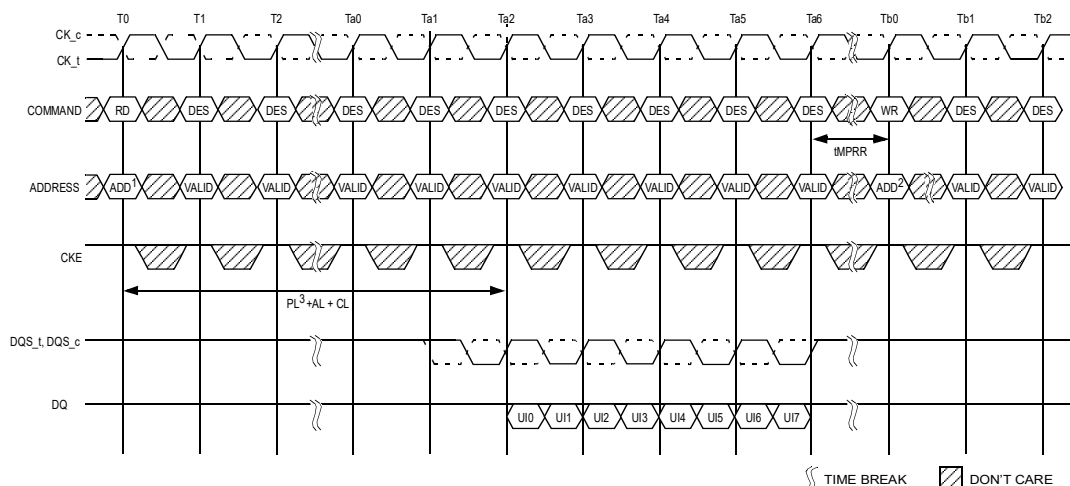 T0 T1 T2 Ta0 Ta1 Ta2 Ta3 Ta4 Ta5 Ta6 Tb0 Tb1 Tb2
CK_c
CK_t
COMMAND RD DES DES DES DES DES DES DES DES DES WR DES DES
tMPRR
ADDRESS ADD1 VALID VALID VALID VALID VALID VALID VALID VALID VALID ADD2 VALID VALID
CKE
PL3+AL + CL
DQS_t, DQS_c
DQ UI0 UI1 UI2 UI3 UI4 UI5 UI6 UI7
TIME BREAK DON'T CARE